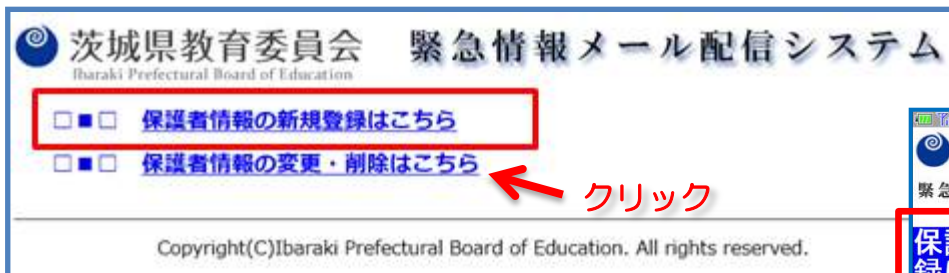 茨城県教育委員会 緊急情報メール配信システム
Ibaraki Prefectural Board of Education
□■□ 保護者情報の新規登録はこちら
□■□ 保護者情報の変更・削除はこちら
クリック
Copyright(C)Ibaraki Prefectural Board of Education. All rights reserved.
緊急
保護